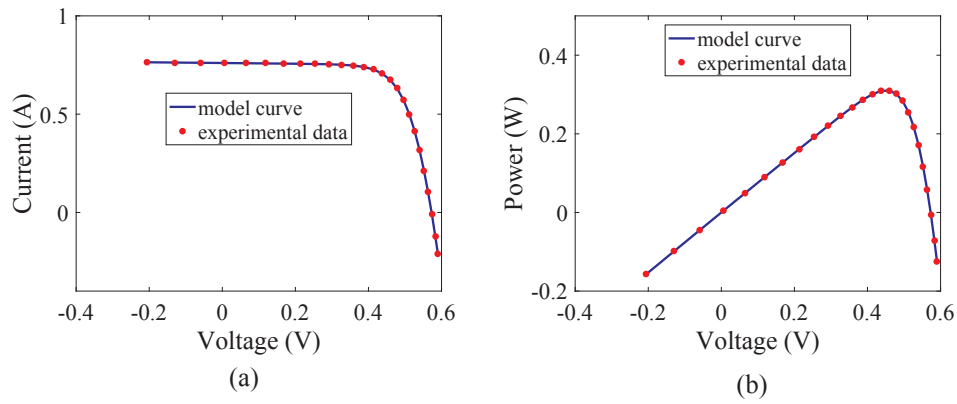 1
0.5
0
-0.4
-0.2
0
0.2
0.4
0.6
Current (A)
Voltage (V)
model curve
experimental data
(a)
0.4
0.2
0
-0.2
-0.4
-0.2
0
0.2
0.4
0.6
Power (W)
Voltage (V)
model curve
experimental data
(b)